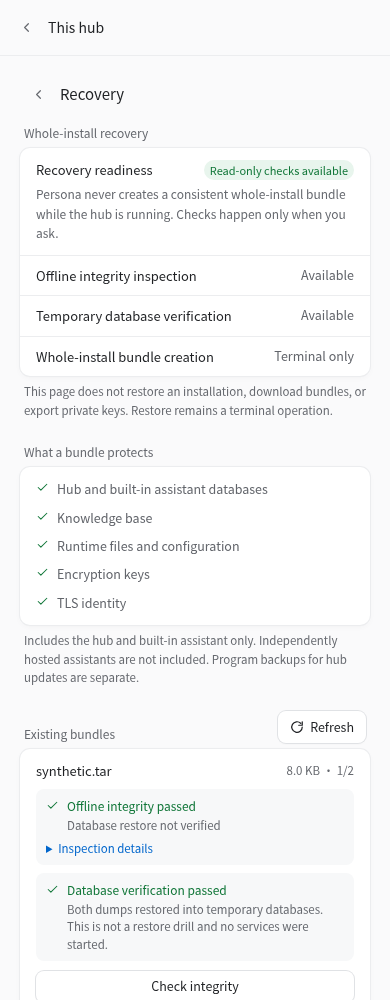 This hub
Recovery
Whole-install recovery
Recovery readiness
Read-only checks available
Persona never creates a consistent whole-install bundle
while the hub is running. Checks happen only when you
ask.
Offline integrity inspection
Available
Temporary database verification
Available
Whole-install bundle creation
Terminal only
This page does not restore an installation, download bundles, or
export private keys. Restore remains a terminal operation.
What a bundle protects
Hub and built-in assistant databases
Knowledge base
Runtime files and configuration
Encryption keys
TLS identity
Includes the hub and built-in assistant only. Independently
hosted assistants are not included. Program backups for hub
updates are separate.
Existing bundles
Refresh
synthetic.tar
8.0 KB • 1/2
Offline integrity passed
Database restore not verified
Inspection details
Database verification passed
Both dumps restored into temporary databases.
This is not a restore drill and no services were
started.
Check integrity